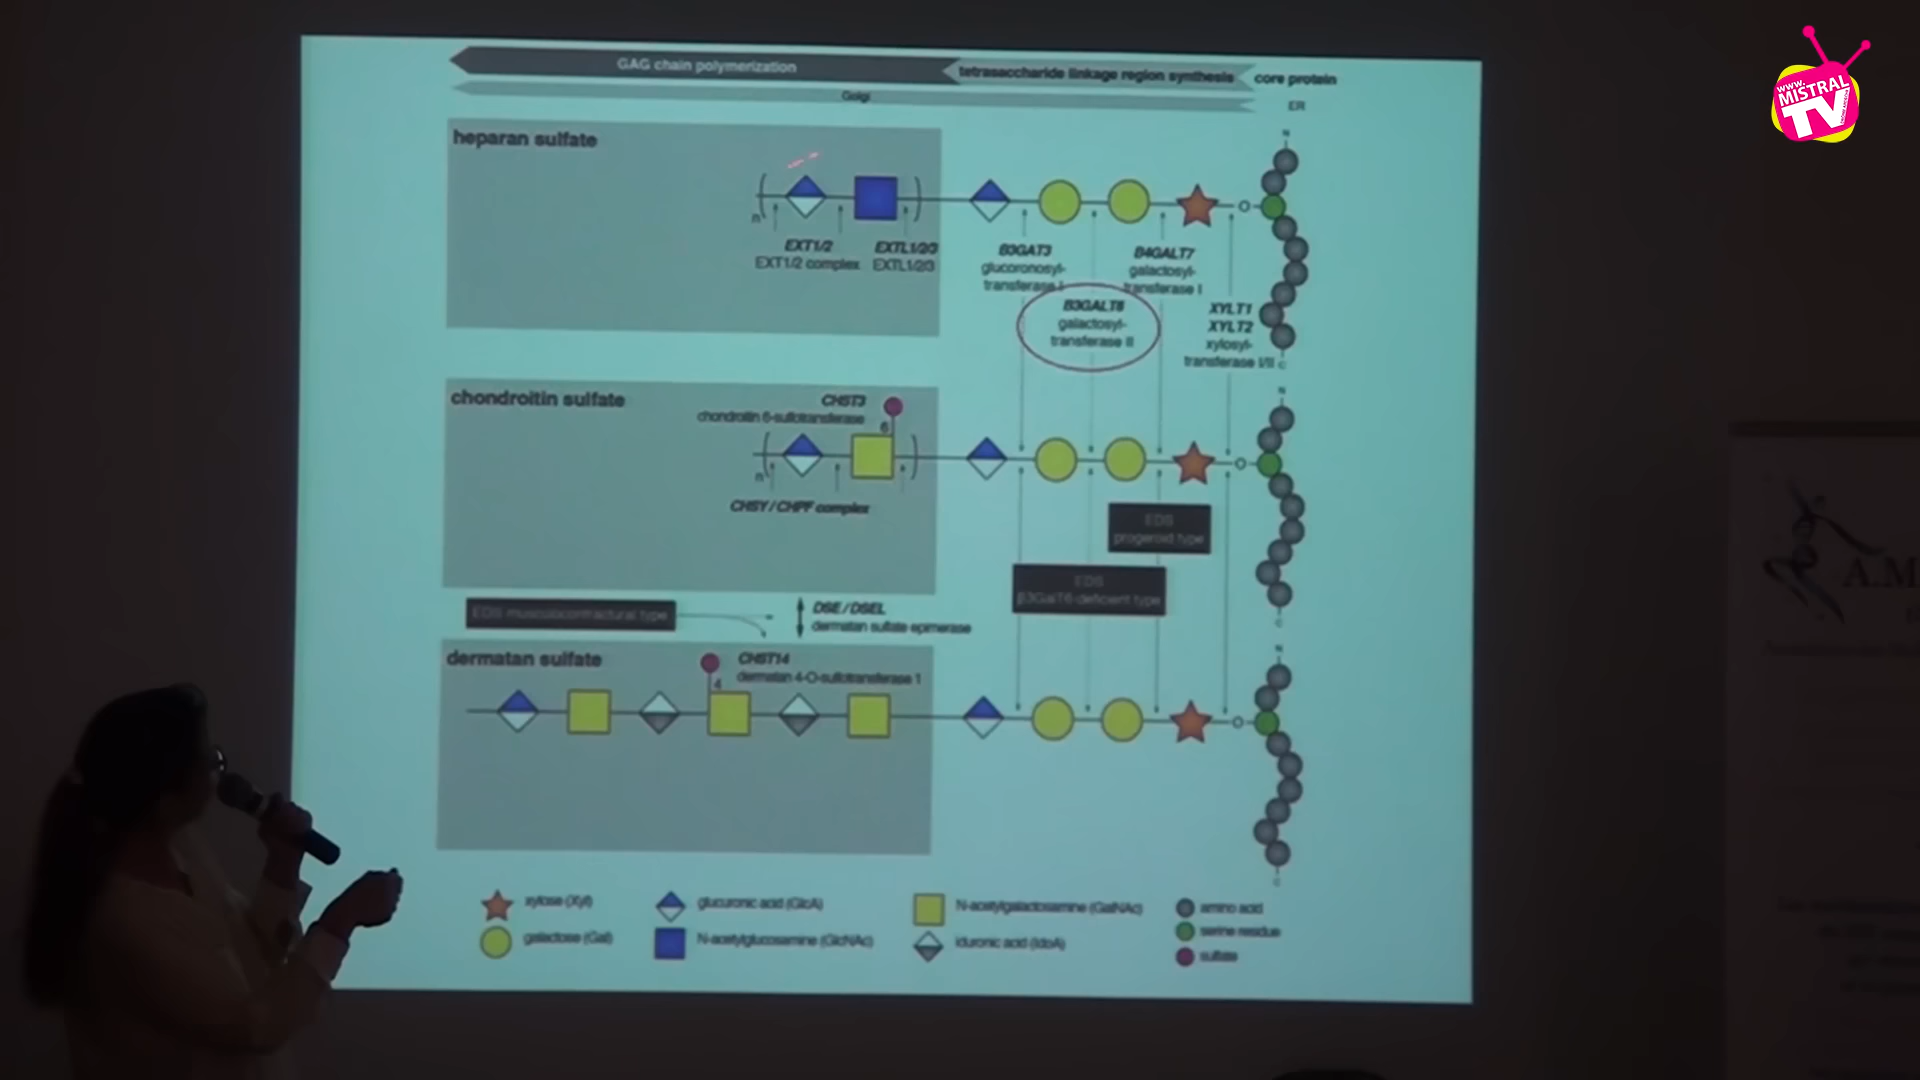 GAG chain polymerization
tetrasaccharide linkage region synthesis
core protein
Golgi
ER
heparan sulfate
N
n
EXT1/2
EXT1/2 complex
EXTL1/2/3
EXTL1/2/3
B3GAT3
glucoronosyl-
transferase I
B4GALT7
galactosyl-
transferase I
B3GALT6
galactosyl-
transferase II
XYLT1
XYLT2
xylosyl-
transferase I/II
O
C
chondroitin sulfate
CHST3
chondroitin 6-sulfotransferase
6
n
CHSY / CHPF complex
N
O
EDS
progeroid type
EDS
β3GalT6-deficient type
C
EDS musculocontractural type
DSE / DSEL
dermatan sulfate epimerase
dermatan sulfate
CHST14
dermatan 4-O-sulfotransferase 1
4
N
O
C
xylose (Xyl)
galactose (Gal)
glucuronic acid (GlcA)
N-acetylglucosamine (GlcNAc)
N-acetylgalactosamine (GalNAc)
iduronic acid (IdoA)
amino acid
serine residue
sulfate
www.
MISTRAL
TV
A.M